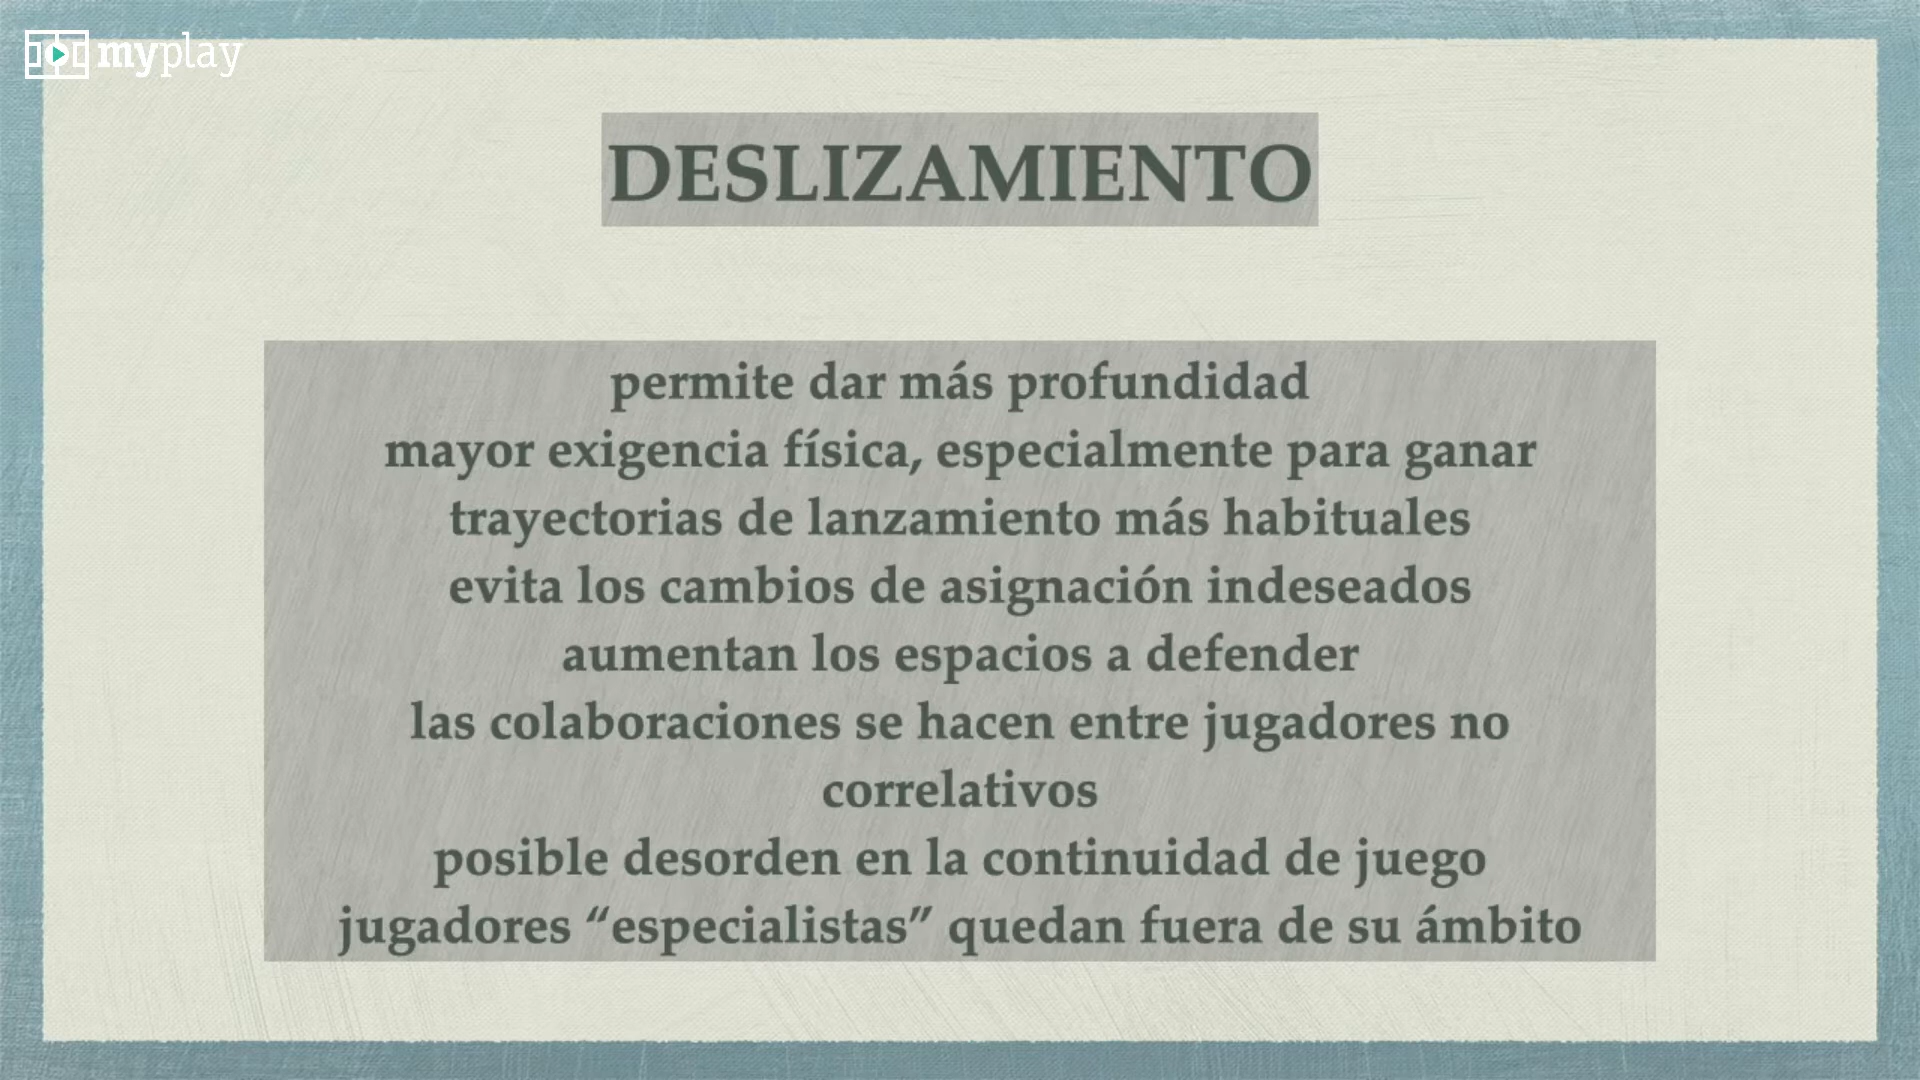 myplay
DESLIZAMIENTO
permite dar más profundidad
mayor exigencia física, especialmente para ganar
trayectorias de lanzamiento más habituales
evita los cambios de asignación indeseados
aumentan los espacios a defender
las colaboraciones se hacen entre jugadores no
correlativos
posible desorden en la continuidad de juego
jugadores “especialistas” quedan fuera de su ámbito